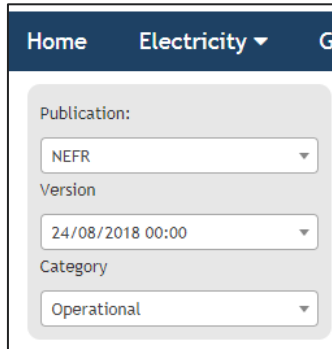 Home Electricity G
Publication:
NEFR
Version
24/08/2018 00:00
Category
Operational